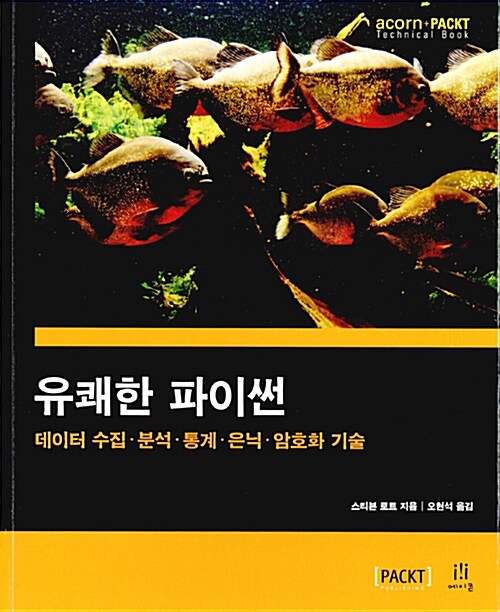 acorn+PACKT
Technical Book
유쾌한 파이썬
데이터 수집·분석·통계·은닉·암호화 기술
스티븐 로트 지음 | 오현석 옮김
[PACKT]
PUBLISHING
에이콘